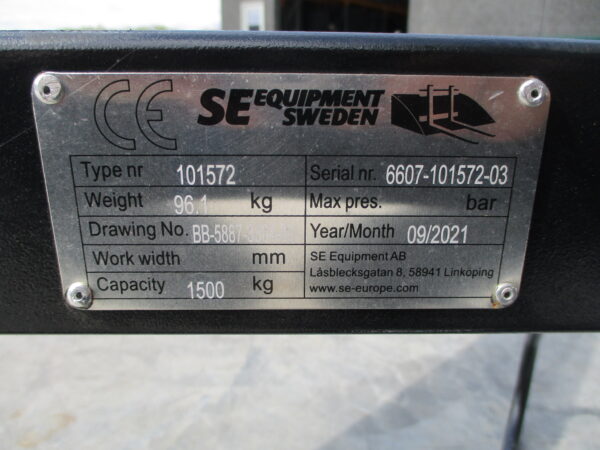 CE SE EQUIPMENT SWEDEN
Type nr 101572 Serial nr. 6607-101572-03
Weight 96.1 kg Max pres. bar
Drawing No. Year/Month 09/2021
Work width mm SE Equipment AB
Låsblecksgatan 8, 58941 Linköping
Capacity 1500 kg www.se-europe.com